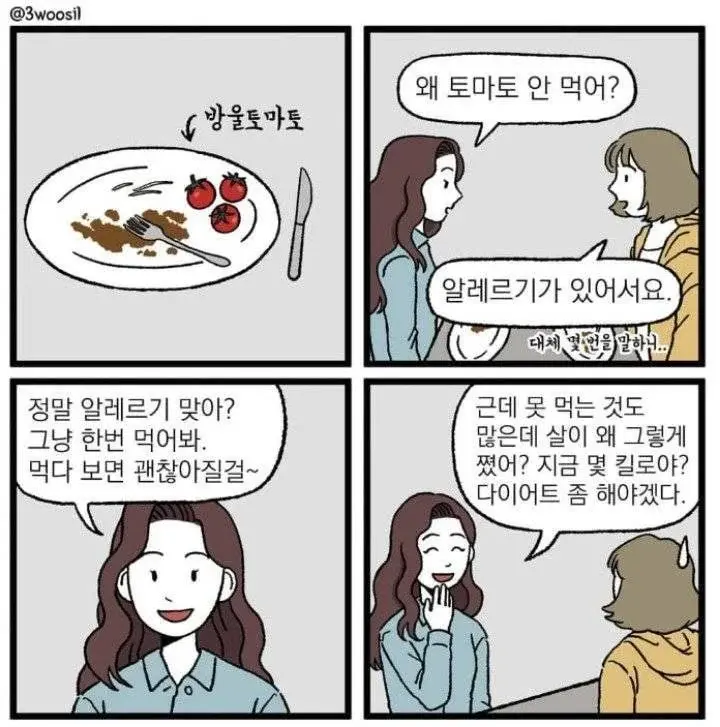 @3woosil
방울토마토
왜 토마토 안 먹어?
알레르기가 있어서요.
대체 몇 번을 말하니..
정말 알레르기 맞아?
그냥 한번 먹어봐.
먹다 보면 괜찮아질걸~
근데 못 먹는 것도
많은데 살이 왜 그렇게
쪘어? 지금 몇 킬로야?
다이어트 좀 해야겠다.